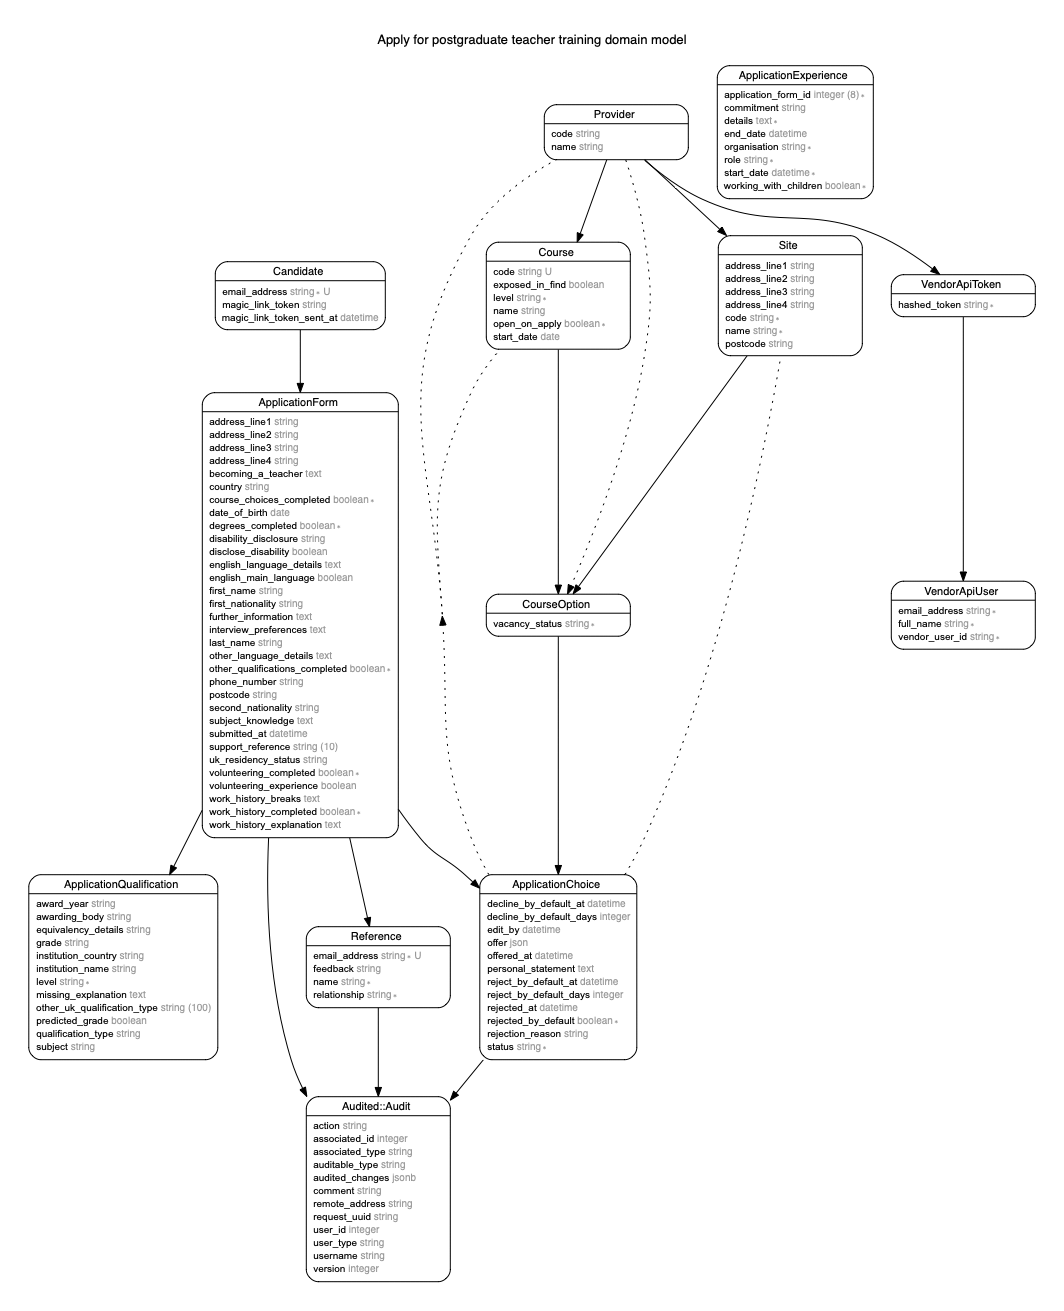 Apply for postgraduate teacher training domain model
ApplicationExperience
application_form_id integer (8) *
commitment string
details text *
end_date datetime
organisation string *
role string *
start_date datetime *
working_with_children boolean *
Provider
code string
name string
Course
code string U
exposed_in_find boolean
level string *
name string
open_on_apply boolean *
start_date date
Site
address_line1 string
address_line2 string
address_line3 string
address_line4 string
code string *
name string *
postcode string
Candidate
email_address string * U
magic_link_token string
magic_link_token_sent_at datetime
VendorApiToken
hashed_token string *
ApplicationForm
address_line1 string
address_line2 string
address_line3 string
address_line4 string
becoming_a_teacher text
country string
course_choices_completed boolean *
date_of_birth date
degrees_completed boolean *
disability_disclosure string
disclose_disability boolean
english_language_details text
english_main_language boolean
first_name string
first_nationality string
further_information text
interview_preferences text
last_name string
other_language_details text
other_qualifications_completed boolean *
phone_number string
postcode string
second_nationality string
subject_knowledge text
submitted_at datetime
support_reference string (10)
uk_residency_status string
volunteering_completed boolean *
volunteering_experience boolean
work_history_breaks text
work_history_completed boolean *
work_history_explanation text
CourseOption
vacancy_status string *
VendorApiUser
email_address string *
full_name string *
vendor_user_id string *
ApplicationQualification
award_year string
awarding_body string
equivalency_details string
grade string
institution_country string
institution_name string
level string *
missing_explanation text
other_uk_qualification_type string (100)
predicted_grade boolean
qualification_type string
subject string
Reference
email_address string * U
feedback string
name string *
relationship string *
ApplicationChoice
decline_by_default_at datetime
decline_by_default_days integer
edit_by datetime
offer json
offered_at datetime
personal_statement text
reject_by_default_at datetime
reject_by_default_days integer
rejected_at datetime
rejected_by_default boolean *
rejection_reason string
status string *
Audited::Audit
action string
associated_id integer
associated_type string
auditable_type string
audited_changes jsonb
comment string
remote_address string
request_uuid string
user_id integer
user_type string
username string
version integer